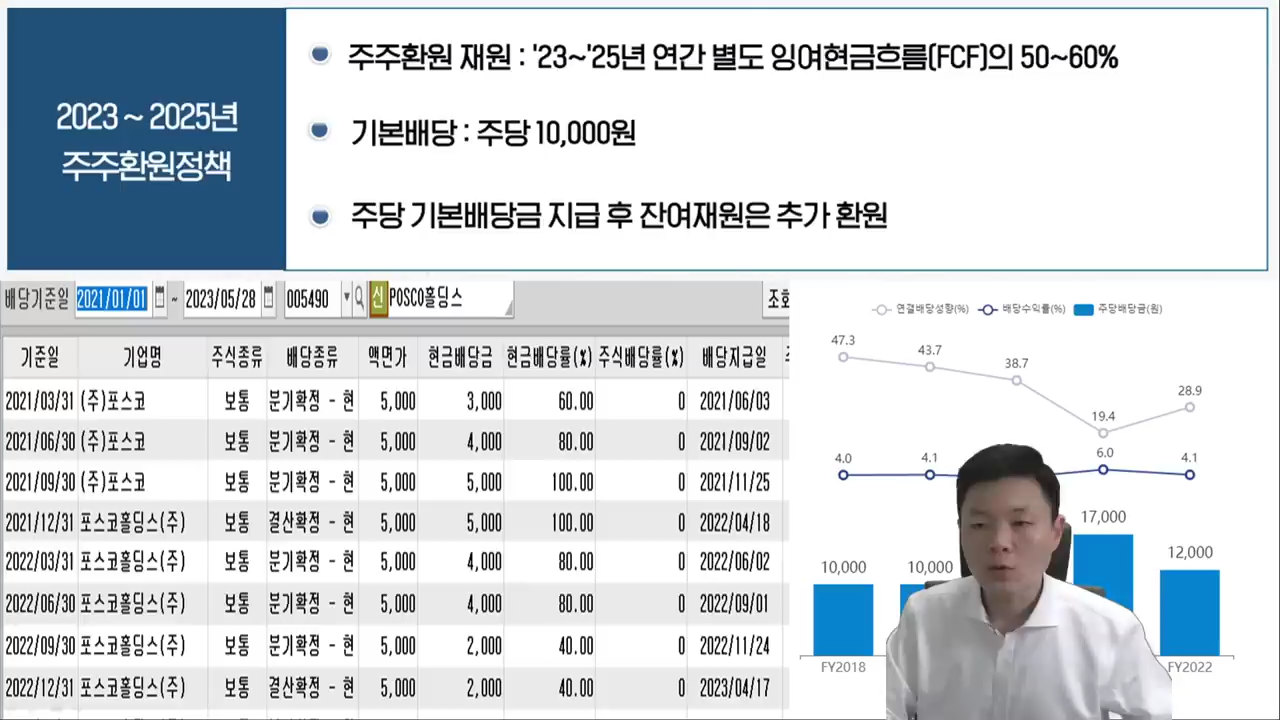 2023 ~ 2025년
주주환원정책
주주환원 재원 : '23~'25년 연간 별도 잉여현금흐름(FCF)의 50~60%
기본배당 : 주당 10,000원
주당 기본배당금 지급 후 잔여재원은 추가 환원
배당기준일 2021/01/01 ~ 2023/05/28 005490 신 POSCO홀딩스 조회
기준일 기업명 주식종류 배당종류 액면가 현금배당금 현금배당률(%) 주식배당률(%) 배당지급일
2021/03/31 (주)포스코 보통 분기확정 - 현 5,000 3,000 60.00 0 2021/06/03
2021/06/30 (주)포스코 보통 분기확정 - 현 5,000 4,000 80.00 0 2021/09/02
2021/09/30 (주)포스코 보통 분기확정 - 현 5,000 5,000 100.00 0 2021/11/25
2021/12/31 포스코홀딩스(주) 보통 결산확정 - 현 5,000 5,000 100.00 0 2022/04/18
2022/03/31 포스코홀딩스(주) 보통 분기확정 - 현 5,000 4,000 80.00 0 2022/06/02
2022/06/30 포스코홀딩스(주) 보통 분기확정 - 현 5,000 4,000 80.00 0 2022/09/01
2022/09/30 포스코홀딩스(주) 보통 분기확정 - 현 5,000 2,000 40.00 0 2022/11/24
2022/12/31 포스코홀딩스(주) 보통 결산확정 - 현 5,000 2,000 40.00 0 2023/04/17
연결배당성향(%) 배당수익률(%) 주당배당금(원)
47.3 43.7 38.7 19.4 28.9
4.0 4.1 6.0 4.1
10,000 10,000 17,000 12,000
FY2018 FY2022